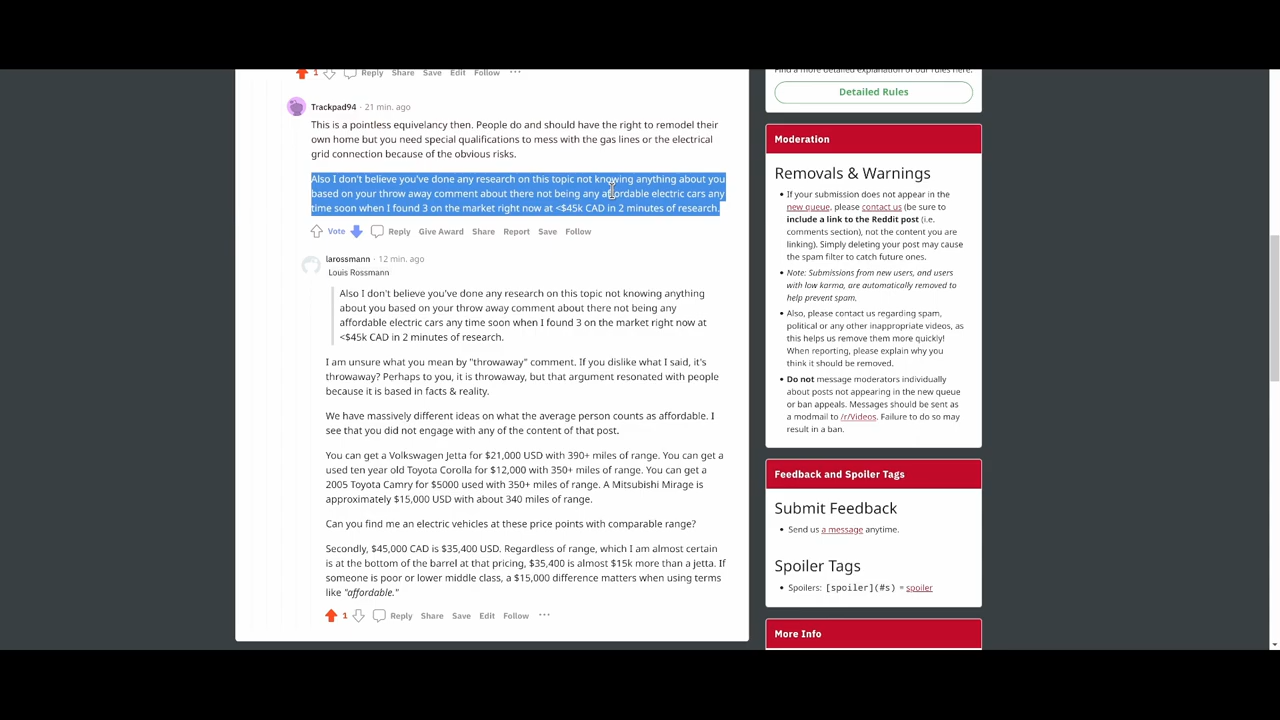 1 Reply Share Save Edit Follow ···
Trackpad94 · 21 min. ago
This is a pointless equivelancy then. People do and should have the right to remodel their
own home but you need special qualifications to mess with the gas lines or the electrical
grid connection because of the obvious risks.
Also I don't believe you've done any research on this topic not knowing anything about you
based on your throw away comment about there not being any affordable electric cars any
time soon when I found 3 on the market right now at <$45k CAD in 2 minutes of research.
Vote Reply Give Award Share Report Save Follow
larossmann · 12 min. ago
Louis Rossmann
Also I don't believe you've done any research on this topic not knowing anything
about you based on your throw away comment about there not being any
affordable electric cars any time soon when I found 3 on the market right now at
<$45k CAD in 2 minutes of research.
I am unsure what you mean by "throwaway" comment. If you dislike what I said, it's
throwaway? Perhaps to you, it is throwaway, but that argument resonated with people
because it is based in facts & reality.
We have massively different ideas on what the average person counts as affordable. I
see that you did not engage with any of the content of that post.
You can get a Volkswagen Jetta for $21,000 USD with 390+ miles of range. You can get a
used ten year old Toyota Corolla for $12,000 with 350+ miles of range. You can get a
2005 Toyota Camry for $5000 used with 350+ miles of range. A Mitsubishi Mirage is
approximately $15,000 USD with about 340 miles of range.
Can you find me an electric vehicles at these price points with comparable range?
Secondly, $45,000 CAD is $35,400 USD. Regardless of range, which I am almost certain
is at the bottom of the barrel at that pricing, $35,400 is almost $15k more than a jetta. If
someone is poor or lower middle class, a $15,000 difference matters when using terms
like "affordable."
1 Reply Share Save Edit Follow ···
Find a more detailed explanation of our rules here.
Detailed Rules
Moderation
Removals & Warnings
• If your submission does not appear in the
new queue, please contact us (be sure to
include a link to the Reddit post (i.e.
comments section), not the content you are
linking). Simply deleting your post may cause
the spam filter to catch future ones.
• Note: Submissions from new users, and users
with low karma, are automatically removed to
help prevent spam.
• Also, please contact us regarding spam,
political or any other inappropriate videos, as
this helps us remove them more quickly!
When reporting, please explain why you
think it should be removed.
• Do not message moderators individually
about posts not appearing in the new queue
or ban appeals. Messages should be sent as
a modmail to /r/Videos. Failure to do so may
result in a ban.
Feedback and Spoiler Tags
Submit Feedback
• Send us a message anytime.
Spoiler Tags
• Spoilers: [spoiler](#s) = spoiler
More Info